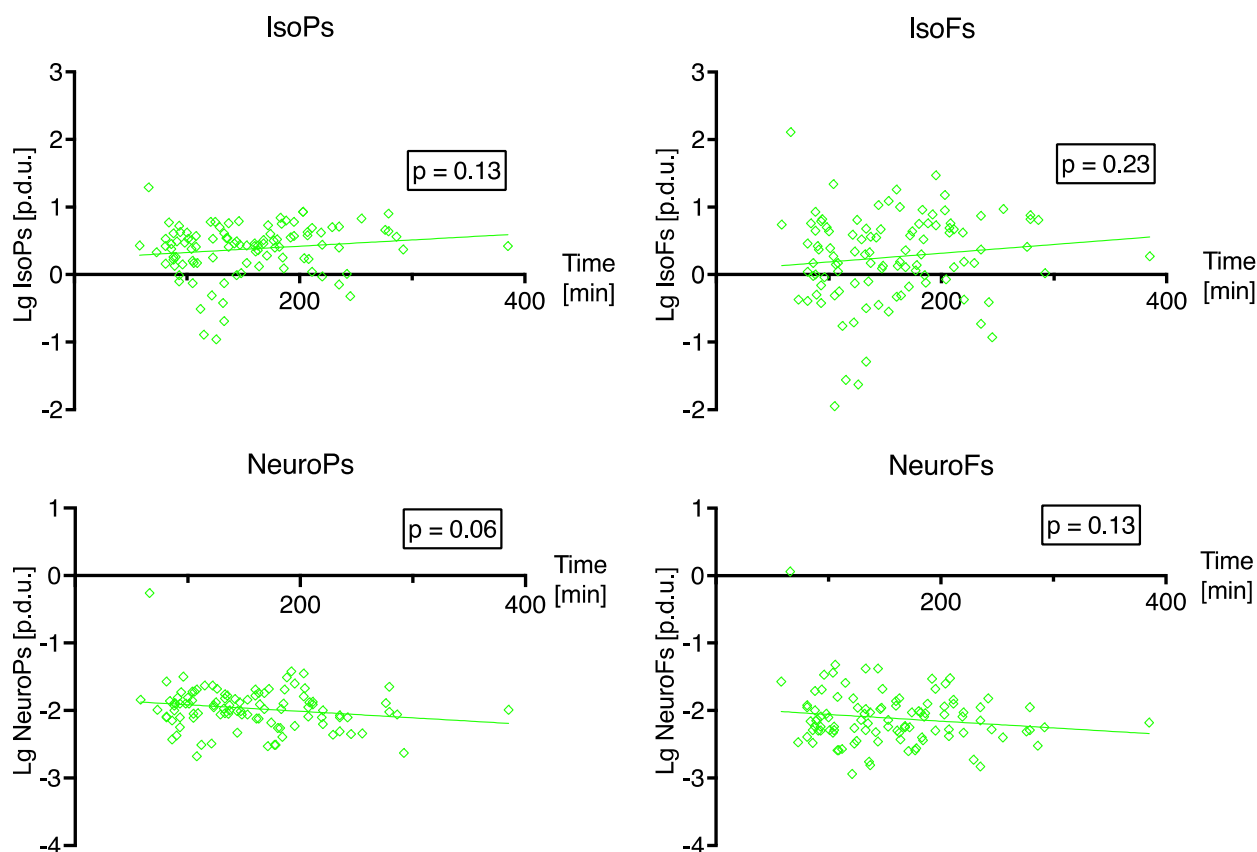 IsoPs
Lg IsoPs [p.d.u.]
3
2
1
0
-1
-2
p = 0.13
200
400
Time
[min]
IsoFs
Lg IsoFs [p.d.u.]
3
2
1
0
-1
-2
p = 0.23
200
400
Time
[min]
NeuroPs
Lg NeuroPs [p.d.u.]
1
0
-1
-2
-3
-4
p = 0.06
200
400
Time
[min]
NeuroFs
Lg NeuroFs [p.d.u.]
1
0
-1
-2
-3
-4
p = 0.13
200
400
Time
[min]